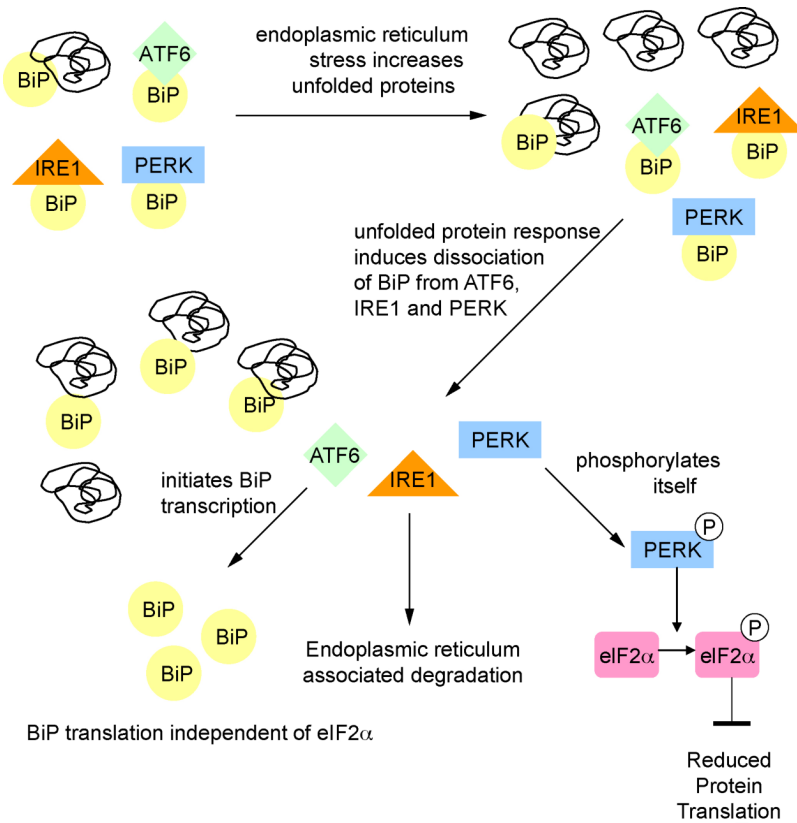 BiP
ATF6
BiP
IRE1
BiP
PERK
BiP
endoplasmic reticulum
stress increases
unfolded proteins
BiP
ATF6
BiP
IRE1
BiP
PERK
BiP
unfolded protein response
induces dissociation
of BiP from ATF6,
IRE1 and PERK
BiP
BiP
BiP
ATF6
IRE1
PERK
initiates BiP
transcription
phosphorylates
itself
P
PERK
BiP
BiP
BiP
Endoplasmic reticulum
associated degradation
eIF2α
P
eIF2α
BiP translation independent of eIF2α
Reduced
Protein
Translation